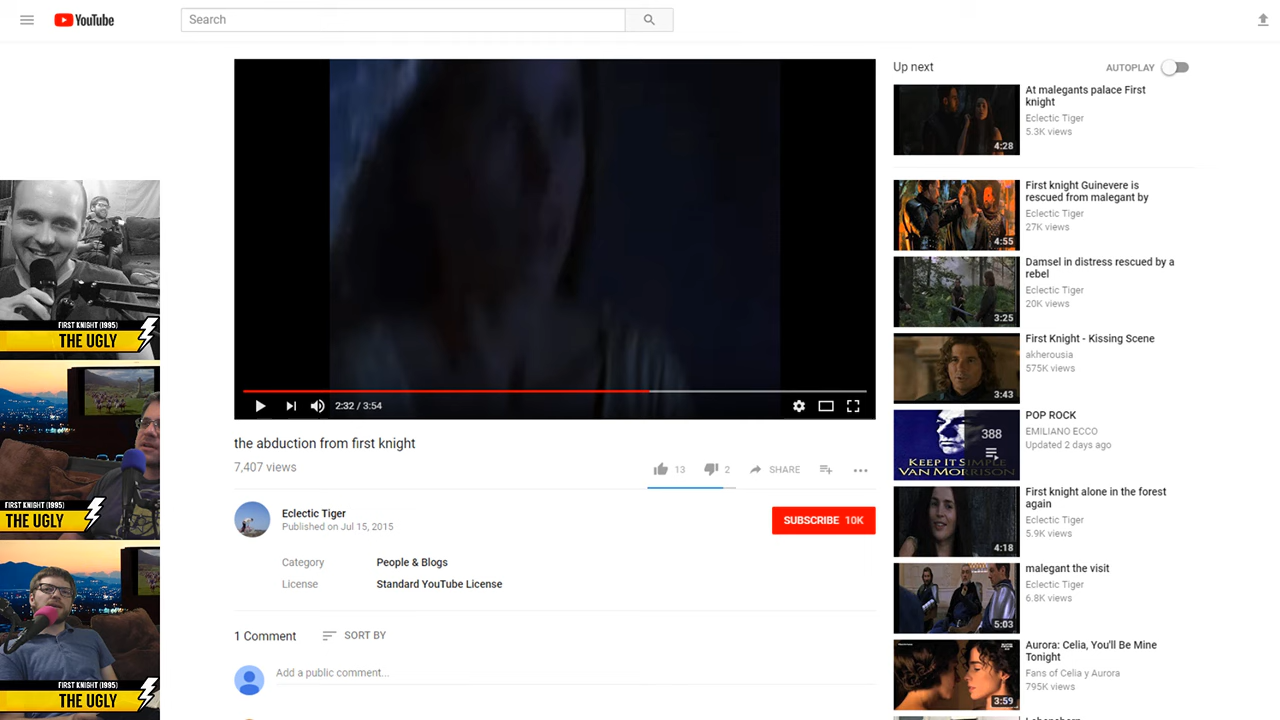 YouTube
Search
Up next
AUTOPLAY
At malegants palace First
knight
Eclectic Tiger
5.3K views
4:28
First knight Guinevere is
rescued from malegant by
Eclectic Tiger
27K views
4:55
Damsel in distress rescued by a
rebel
Eclectic Tiger
20K views
3:25
First Knight - Kissing Scene
akherousia
575K views
3:43
POP ROCK
EMILIANO ECCO
Updated 2 days ago
388
KEEP IT SIMPLE
VAN MORRISON
First knight alone in the forest
again
Eclectic Tiger
5.9K views
4:18
malegant the visit
Eclectic Tiger
6.8K views
5:03
Aurora: Celia, You'll Be Mine
Tonight
Fans of Celia y Aurora
795K views
3:59
2:32 / 3:54
the abduction from first knight
7,407 views
13
2
SHARE
Eclectic Tiger
Published on Jul 15, 2015
SUBSCRIBE 10K
Category People & Blogs
License Standard YouTube License
1 Comment
SORT BY
Add a public comment...
FIRST KNIGHT (1995)
THE UGLY
FIRST KNIGHT (1995)
THE UGLY
FIRST KNIGHT (1995)
THE UGLY